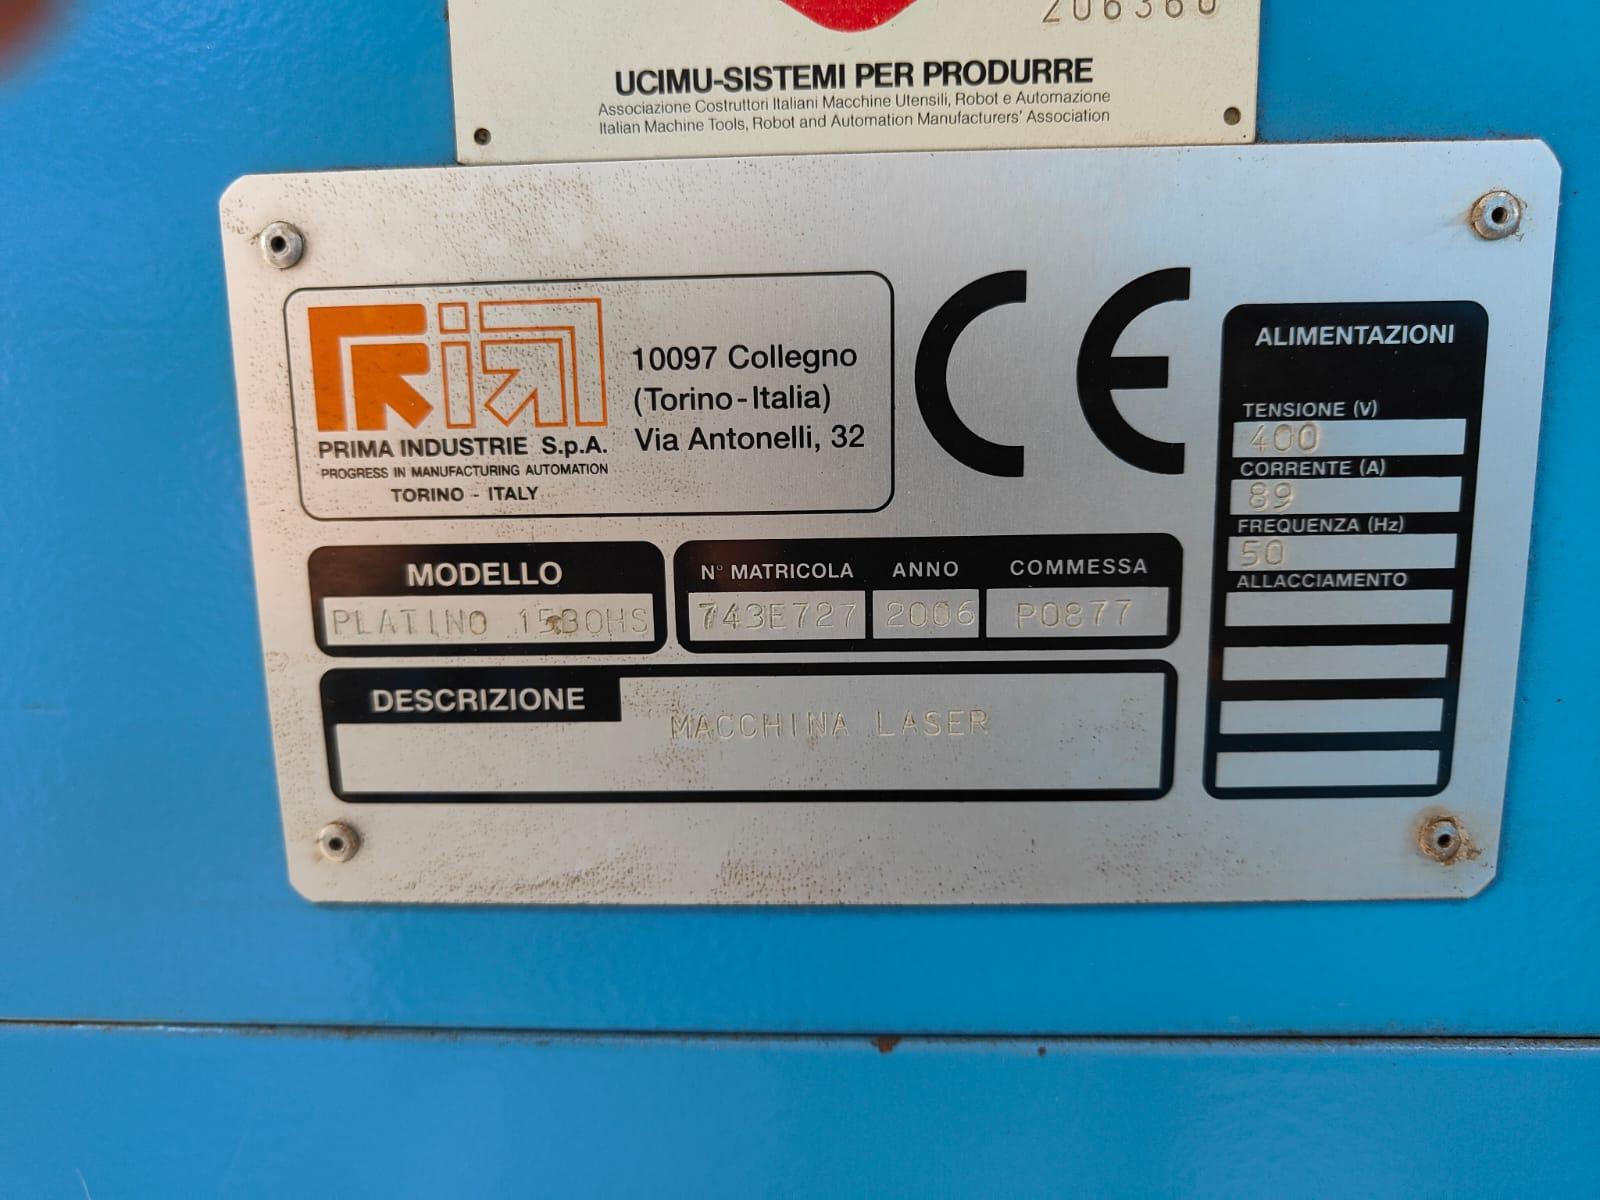 206360
UCIMU-SISTEMI PER PRODURRE
Associazione Costruttori Italiani Macchine Utensili, Robot e Automazione
Italian Machine Tools, Robot and Automation Manufacturers' Association
PRIMA INDUSTRIE S.p.A.
PROGRESS IN MANUFACTURING AUTOMATION
TORINO - ITALY
10097 Collegno
(Torino-Italia)
Via Antonelli, 32
CE
MODELLO
PLATINO 1530HS
N° MATRICOLA
743E727
ANNO
2006
COMMESSA
P0877
DESCRIZIONE
MACCHINA LASER
ALIMENTAZIONI
TENSIONE (V)
400
CORRENTE (A)
89
FREQUENZA (Hz)
50
ALLACCIAMENTO